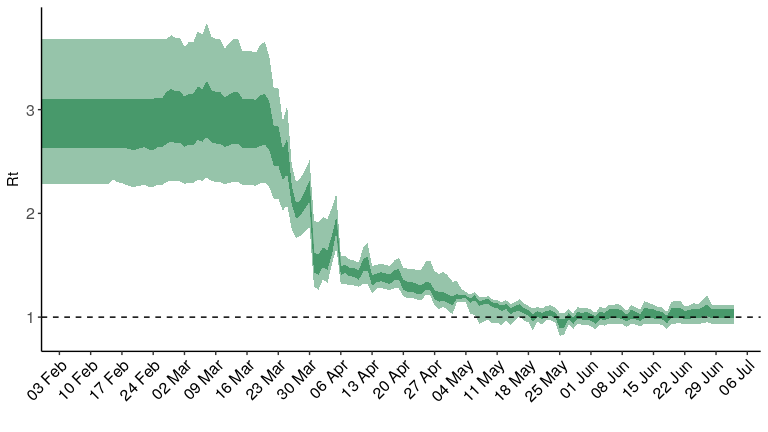 Rt
3
2
1
03 Feb
10 Feb
17 Feb
24 Feb
02 Mar
09 Mar
16 Mar
23 Mar
30 Mar
06 Apr
13 Apr
20 Apr
27 Apr
04 May
11 May
18 May
25 May
01 Jun
08 Jun
15 Jun
22 Jun
29 Jun
06 Jul